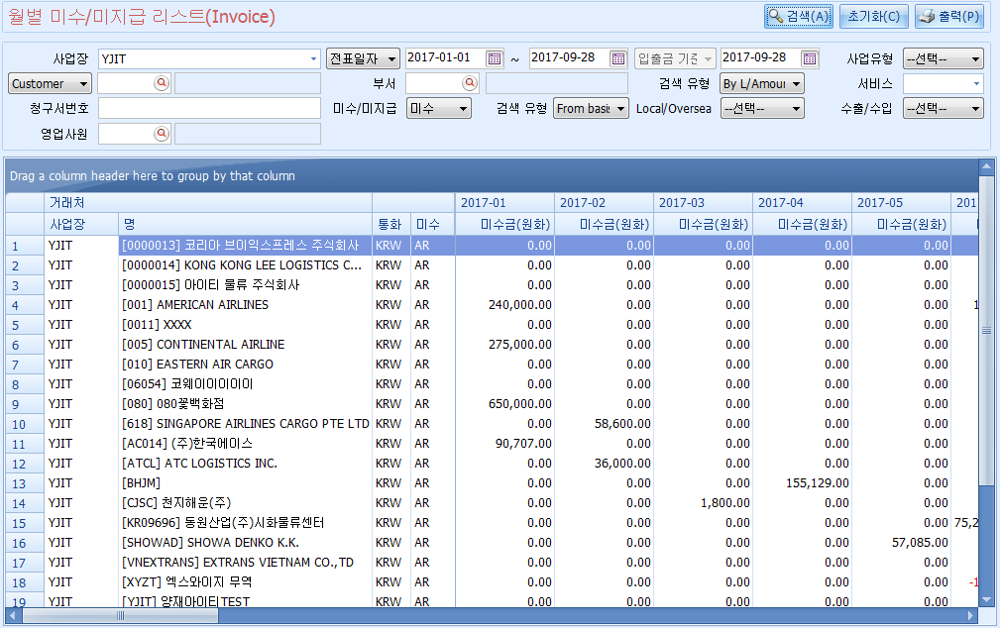 월별 미수/미지급 리스트(Invoice) 검색(A) 초기화(C) 출력(P)
사업장 YJIT 전표일자 2017-01-01 ~ 2017-09-28 입출금 기준 2017-09-28 사업유형 --선택--
Customer 부서 검색 유형 By L/Amour 서비스
청구서번호 미수/미지급 미수 검색 유형 From basis Local/Oversea --선택-- 수출/수입 --선택--
영업사원
Drag a column header here to group by that column
거래처 2017-01 2017-02 2017-03 2017-04 2017-05 201
사업장 명 통화 미수 미수금(원화) 미수금(원화) 미수금(원화) 미수금(원화) 미수금(원화)
1 YJIT [0000013] 코리아 브이익스프레스 주식회사 KRW AR 0.00 0.00 0.00 0.00 0.00
2 YJIT [0000014] KONG KONG LEE LOGISTICS C... KRW AR 0.00 0.00 0.00 0.00 0.00
3 YJIT [0000015] 아이티 물류 주식회사 KRW AR 0.00 0.00 0.00 0.00 0.00
4 YJIT [001] AMERICAN AIRLINES KRW AR 240,000.00 0.00 0.00 0.00 0.00 1
5 YJIT [0011] XXXX KRW AR 0.00 0.00 0.00 0.00 0.00
6 YJIT [005] CONTINENTAL AIRLINE KRW AR 275,000.00 0.00 0.00 0.00 0.00
7 YJIT [010] EASTERN AIR CARGO KRW AR 0.00 0.00 0.00 0.00 0.00
8 YJIT [06054] 코웨이이이이이 KRW AR 0.00 0.00 0.00 0.00 0.00
9 YJIT [080] 080꽃백화점 KRW AR 650,000.00 0.00 0.00 0.00 0.00
10 YJIT [618] SINGAPORE AIRLINES CARGO PTE LTD KRW AR 0.00 58,600.00 0.00 0.00 0.00
11 YJIT [AC014] (주)한국에이스 KRW AR 90,707.00 0.00 0.00 0.00 0.00
12 YJIT [ATCL] ATC LOGISTICS INC. KRW AR 0.00 36,000.00 0.00 0.00 0.00
13 YJIT [BHJM] KRW AR 0.00 0.00 0.00 155,129.00 0.00
14 YJIT [CJSC] 천지해운(주) KRW AR 0.00 0.00 1,800.00 0.00 0.00
15 YJIT [KR09696] 동원산업(주)시화물류센터 KRW AR 0.00 0.00 0.00 0.00 0.00 75,2
16 YJIT [SHOWAD] SHOWA DENKO K.K. KRW AR 0.00 0.00 0.00 0.00 57,085.00
17 YJIT [VNEXTRANS] EXTRANS VIETNAM CO.,TD KRW AR 0.00 0.00 0.00 0.00 0.00
18 YJIT [XYZT] 엑스와이지 무역 KRW AR 0.00 0.00 0.00 0.00 0.00 -1
19 YJIT [YJIT] 양재아이티TEST KRW AR 0.00 0.00 0.00 0.00 0.00